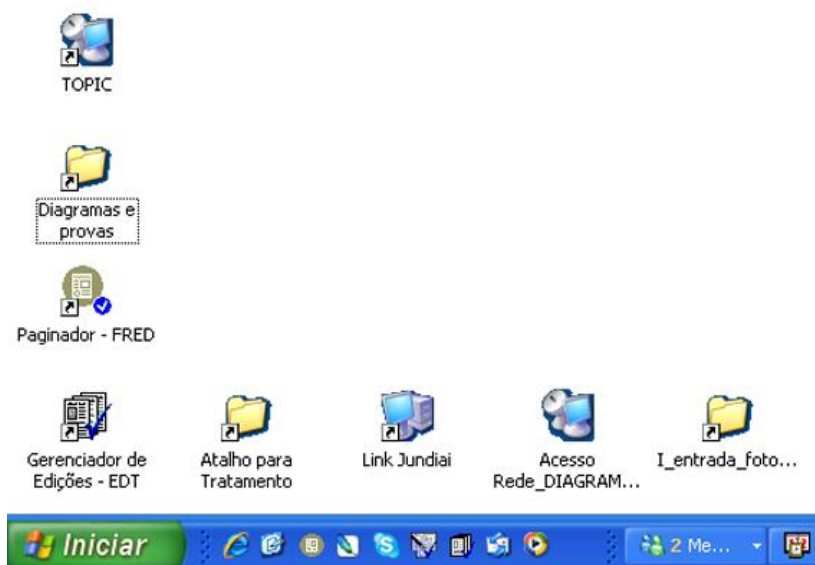 TOPIC
Diagramas e
provas
Paginador - FRED
Gerenciador de
Edições - EDT
Atalho para
Tratamento
Link Jundiai
Acesso
Rede_DIAGRAM...
I_entrada_foto...
Iniciar
2 Me...